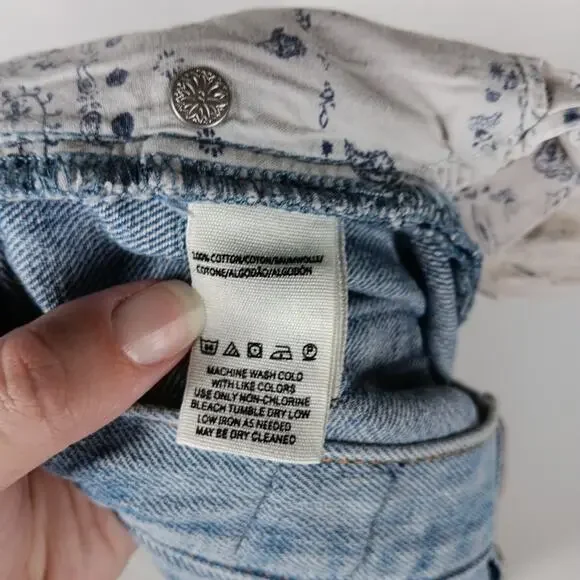 100% COTTON/COTON/BAUMWOLLE/
COTONE/ALGODÃO/ALGODÓN
P
MACHINE WASH COLD
WITH LIKE COLORS
USE ONLY NON-CHLORINE
BLEACH TUMBLE DRY LOW
LOW IRON AS NEEDED
MAY BE DRY CLEANED